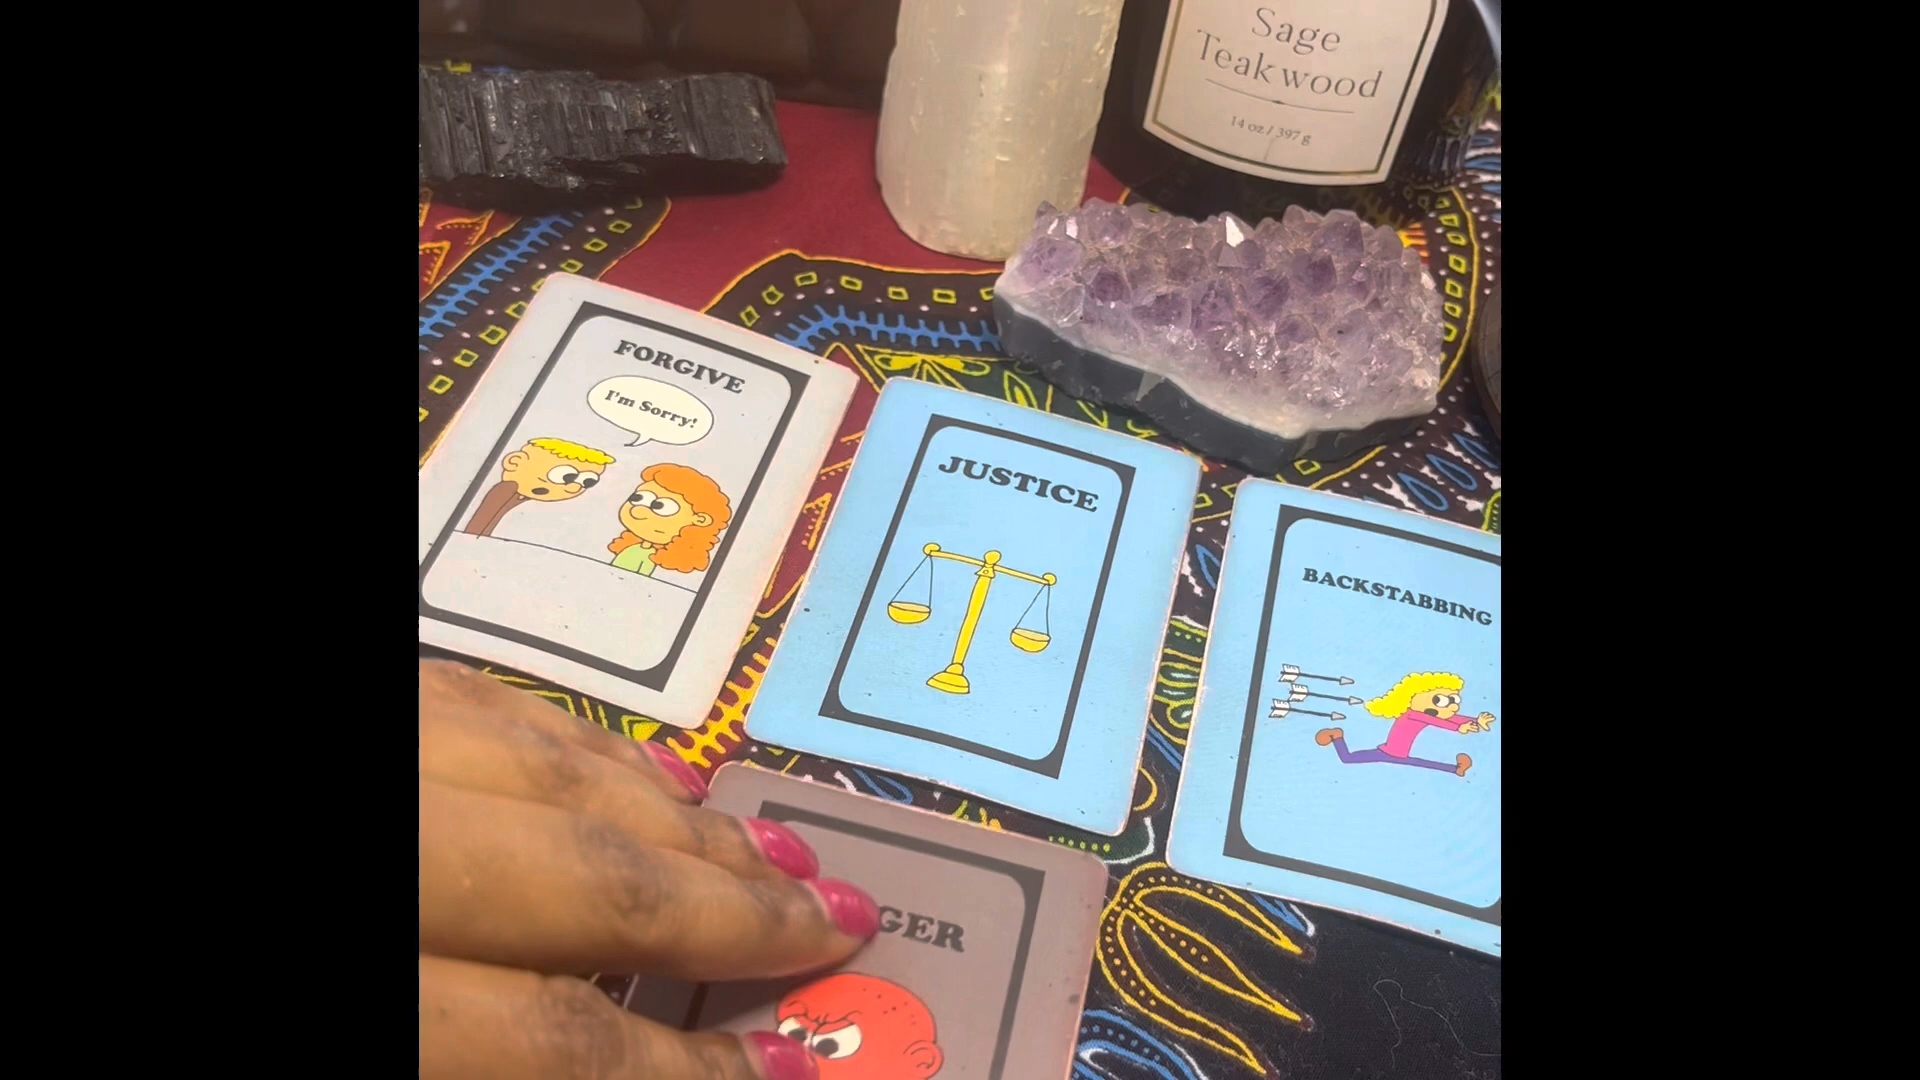 Sage
Teakwood
14 oz / 397 g
FORGIVE
I'm Sorry!
JUSTICE
BACKSTABBING
GER